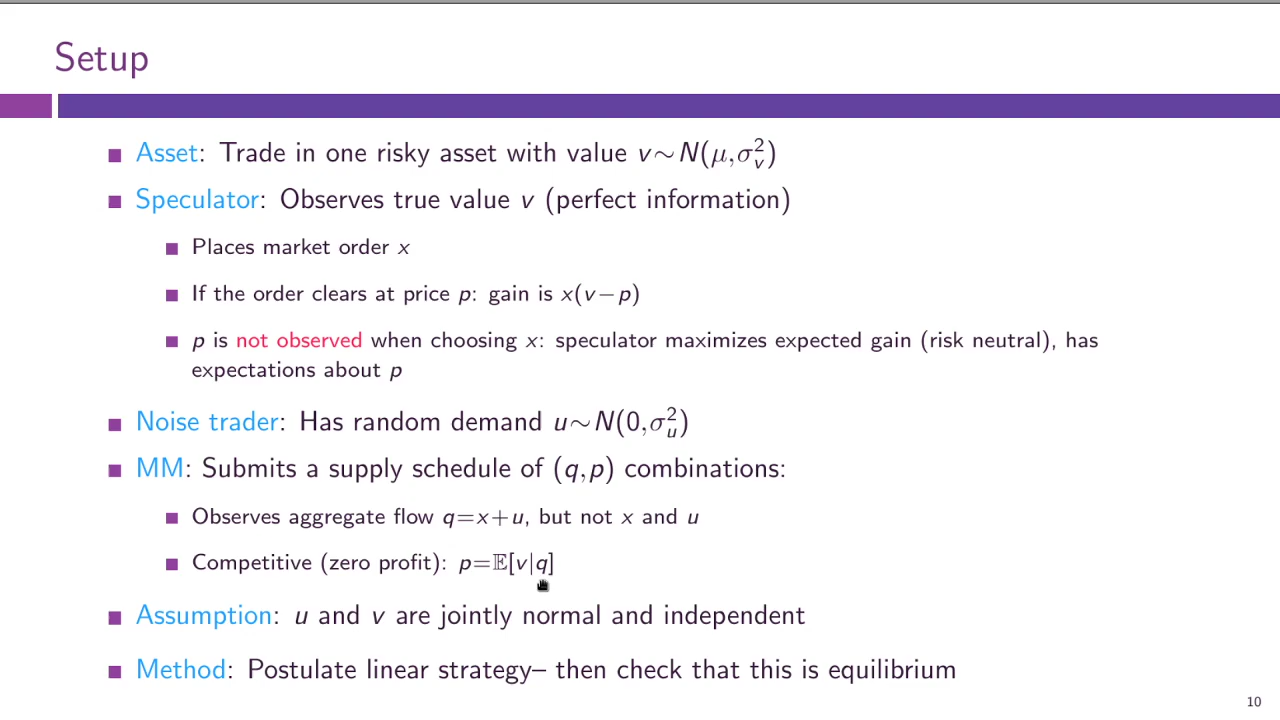 Setup
Asset: Trade in one risky asset with value v∼N(μ,σ²ᵥ)
Speculator: Observes true value v (perfect information)
Places market order x
If the order clears at price p: gain is x(v−p)
p is not observed when choosing x: speculator maximizes expected gain (risk neutral), has
expectations about p
Noise trader: Has random demand u∼N(0,σ²ᵤ)
MM: Submits a supply schedule of (q,p) combinations:
Observes aggregate flow q=x+u, but not x and u
Competitive (zero profit): p=𝔼[v|q]
Assumption: u and v are jointly normal and independent
Method: Postulate linear strategy– then check that this is equilibrium
10